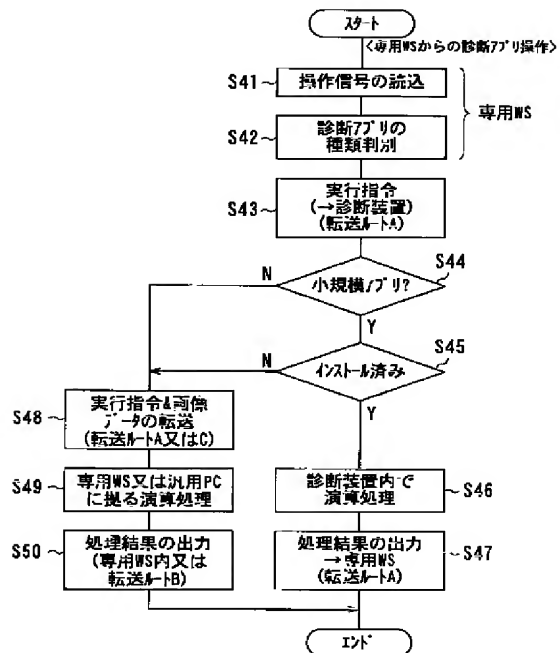 スタート
<専用WSからの診断アプリ操作>
S41
操作信号の読込
専用WS
S42
診断アプリの
種類判別
S43
実行指令
(→診断装置)
(転送ルートA)
S44
小規模アプリ?
N
Y
S45
インストール済み
N
Y
S48
実行指令&画像
データの転送
(転送ルートA又はC)
S49
専用WS又は汎用PC
に拠る演算処理
S46
診断装置内で
演算処理
S50
処理結果の出力
(専用WS内又は
転送ルートB)
S47
処理結果の出力
→専用WS
(転送ルートA)
エンド